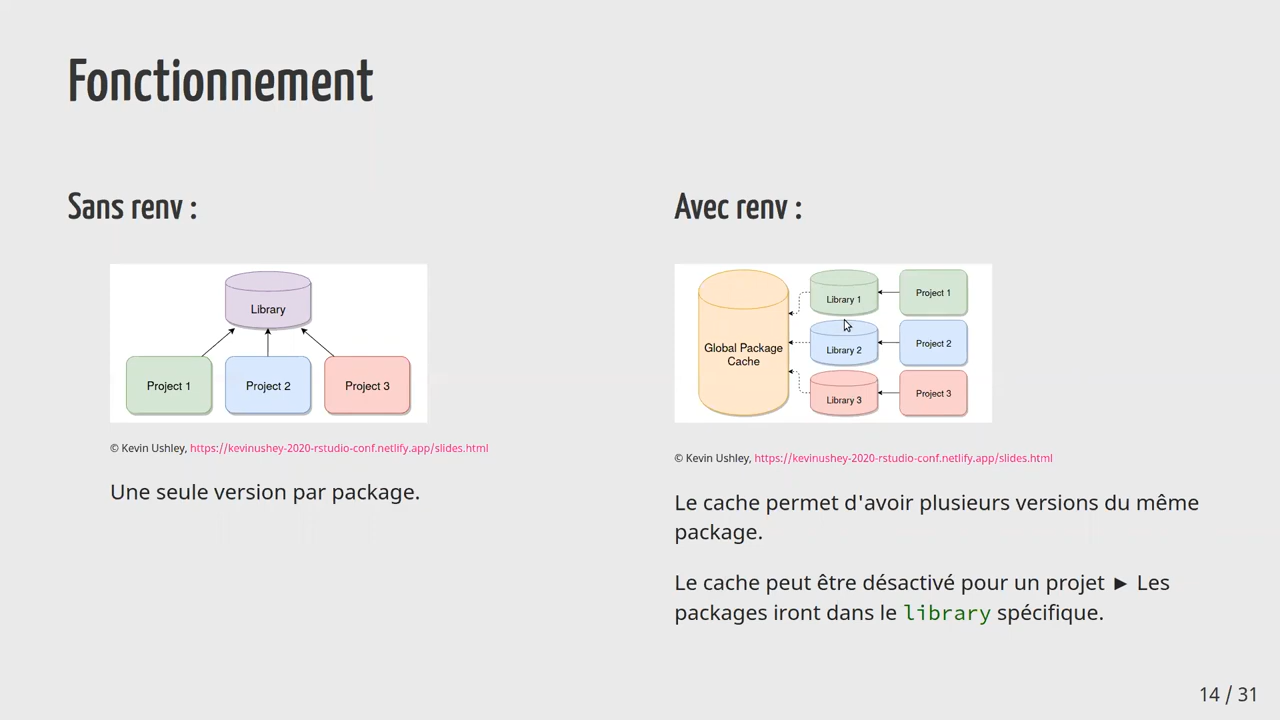 Fonctionnement
Sans renv :
Library
Project 1
Project 2
Project 3
© Kevin Ushley, https://kevinushey-2020-rstudio-conf.netlify.app/slides.html
Une seule version par package.
Avec renv :
Global Package
Cache
Library 1
Project 1
Library 2
Project 2
Library 3
Project 3
© Kevin Ushley, https://kevinushey-2020-rstudio-conf.netlify.app/slides.html
Le cache permet d'avoir plusieurs versions du même
package.
Le cache peut être désactivé pour un projet ► Les
packages iront dans le library spécifique.
14 / 31